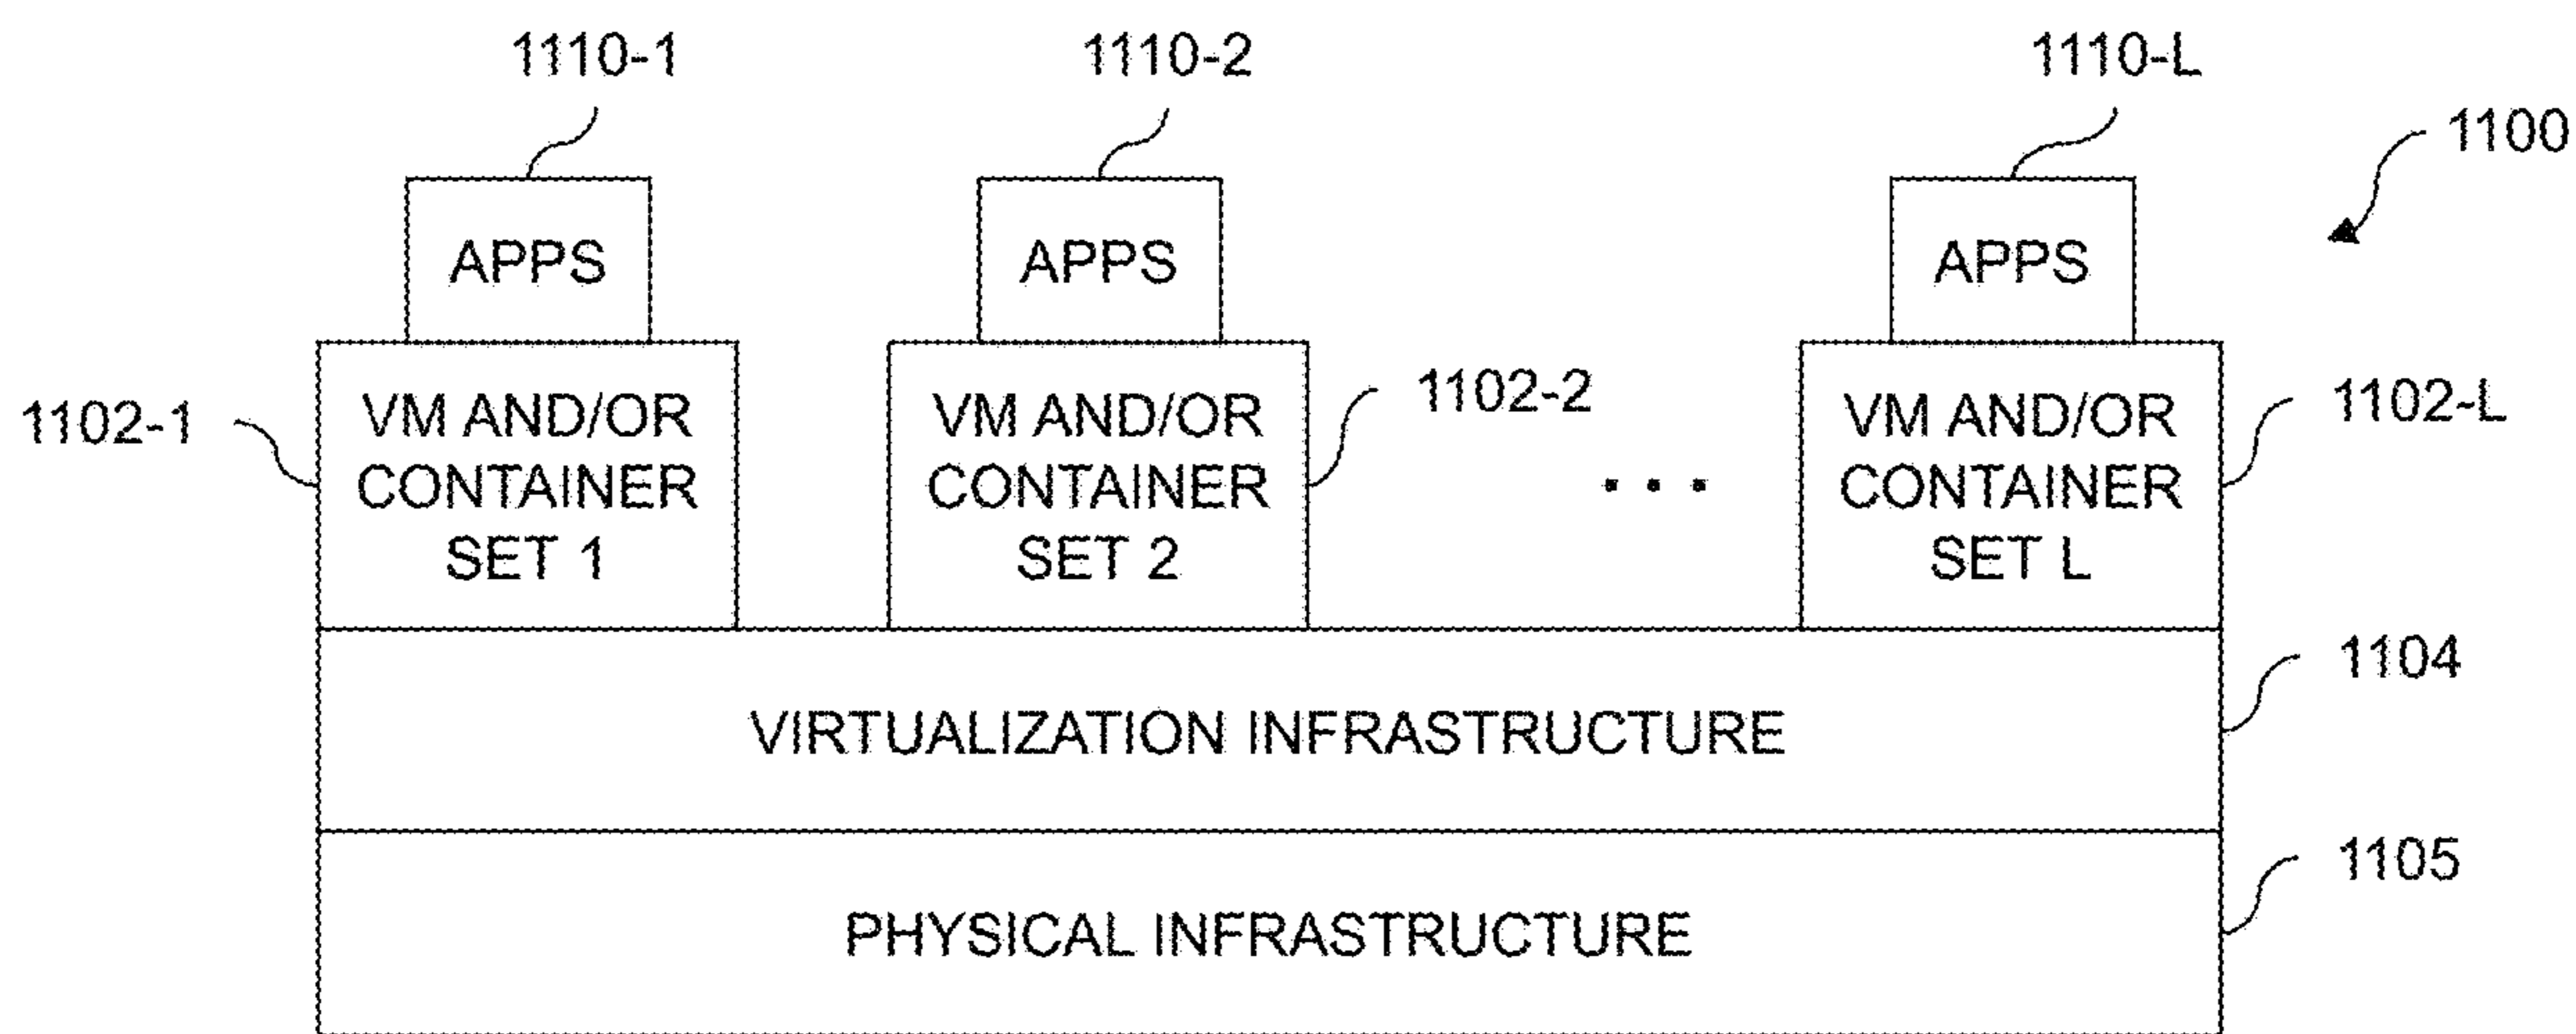 1110-1
1110-2
1110-L
1100
APPS
APPS
APPS
1102-1
VM AND/OR
CONTAINER
SET 1
VM AND/OR
CONTAINER
SET 2
1102-2
...
VM AND/OR
CONTAINER
SET L
1102-L
VIRTUALIZATION INFRASTRUCTURE
1104
PHYSICAL INFRASTRUCTURE
1105